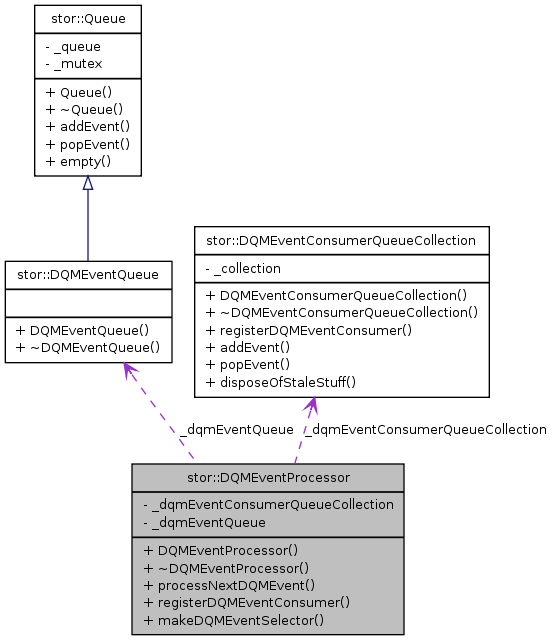 stor::Queue
- _queue
- _mutex
+ Queue()
+ ~Queue()
+ addEvent()
+ popEvent()
+ empty()
stor::DQMEventQueue
+ DQMEventQueue()
+ ~DQMEventQueue()
stor::DQMEventConsumerQueueCollection
- _collection
+ DQMEventConsumerQueueCollection()
+ ~DQMEventConsumerQueueCollection()
+ registerDQMEventConsumer()
+ addEvent()
+ popEvent()
+ disposeOfStaleStuff()
_dqmEventQueue
_dqmEventConsumerQueueCollection
stor::DQMEventProcessor
- _dqmEventConsumerQueueCollection
- _dqmEventQueue
+ DQMEventProcessor()
+ ~DQMEventProcessor()
+ processNextDQMEvent()
+ registerDQMEventConsumer()
+ makeDQMEventSelector()